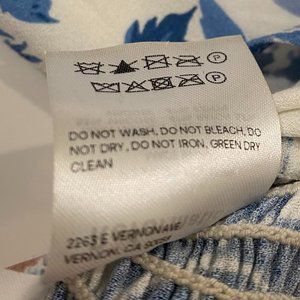 DO NOT WASH, DO NOT BLEACH, DO
NOT DRY , DO NOT IRON, GREEN DRY
CLEAN
2263 E VERNON AVE
VERNON, CA